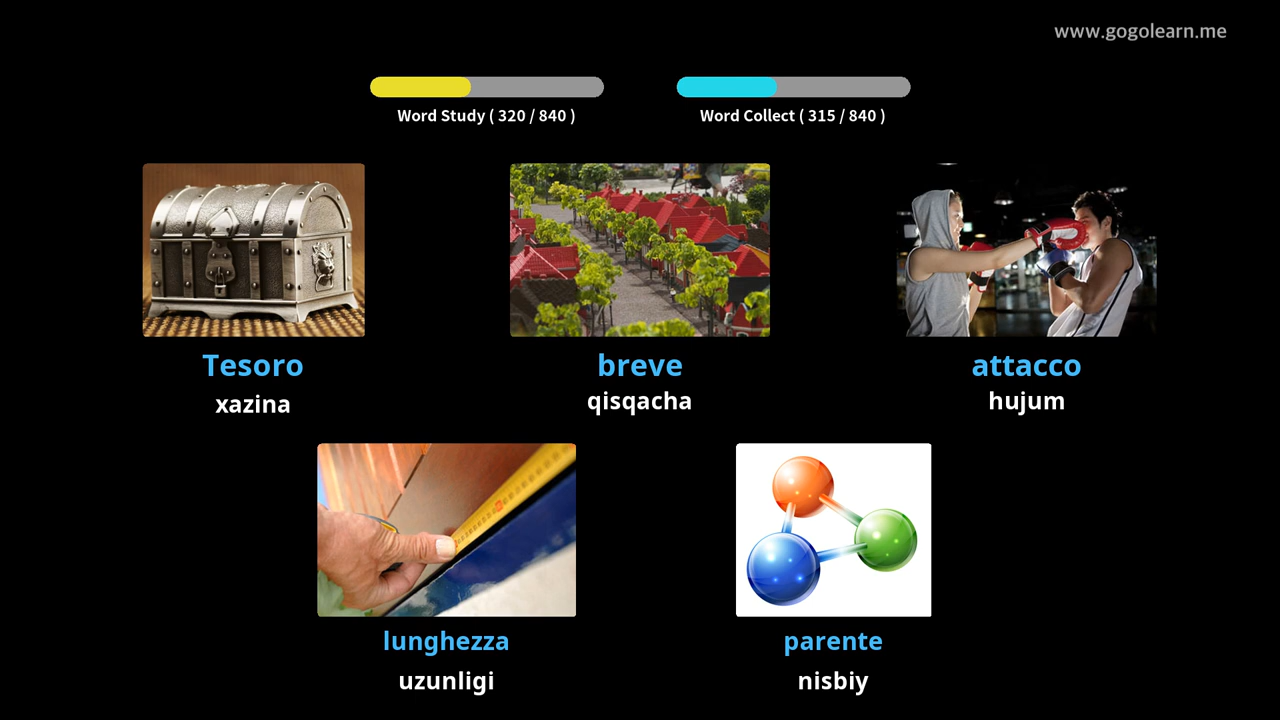 www.gogolearn.me
Word Study ( 320 / 840 )
Word Collect ( 315 / 840 )
Tesoro
xazina
breve
qisqacha
attacco
hujum
lunghezza
uzunligi
parente
nisbiy